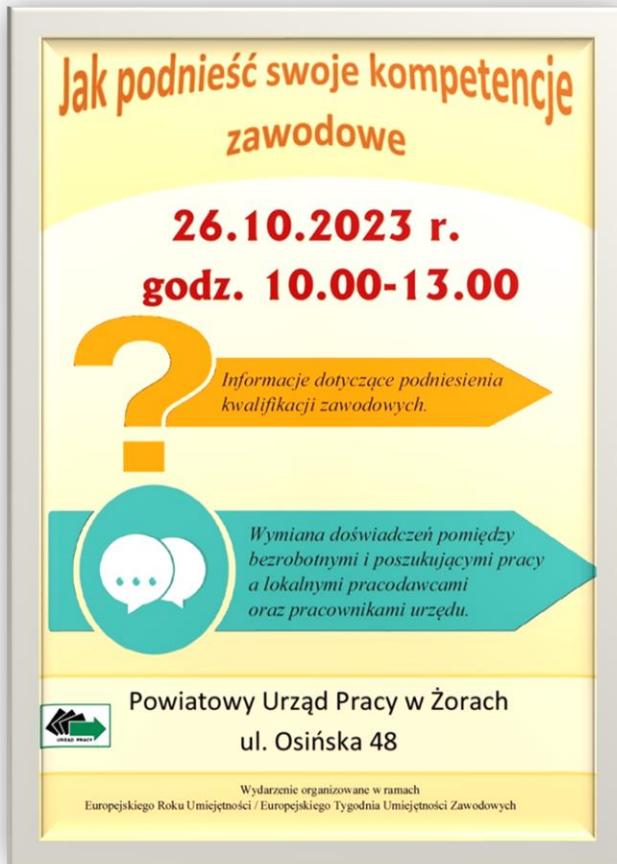 Jak podnieść swoje kompetencje
zawodowe
26.10.2023 r.
godz. 10.00-13.00
?
Informacje dotyczące podniesienia
kwalifikacji zawodowych.
Wymiana doświadczeń pomiędzy
bezrobotnymi i poszukującymi pracy
a lokalnymi pracodawcami
oraz pracownikami urzędu.
Powiatowy Urząd Pracy w Żorach
ul. Osińska 48
URZĄD PRACY
Wydarzenie organizowane w ramach
Europejskiego Roku Umiejętności / Europejskiego Tygodnia Umiejętności Zawodowych